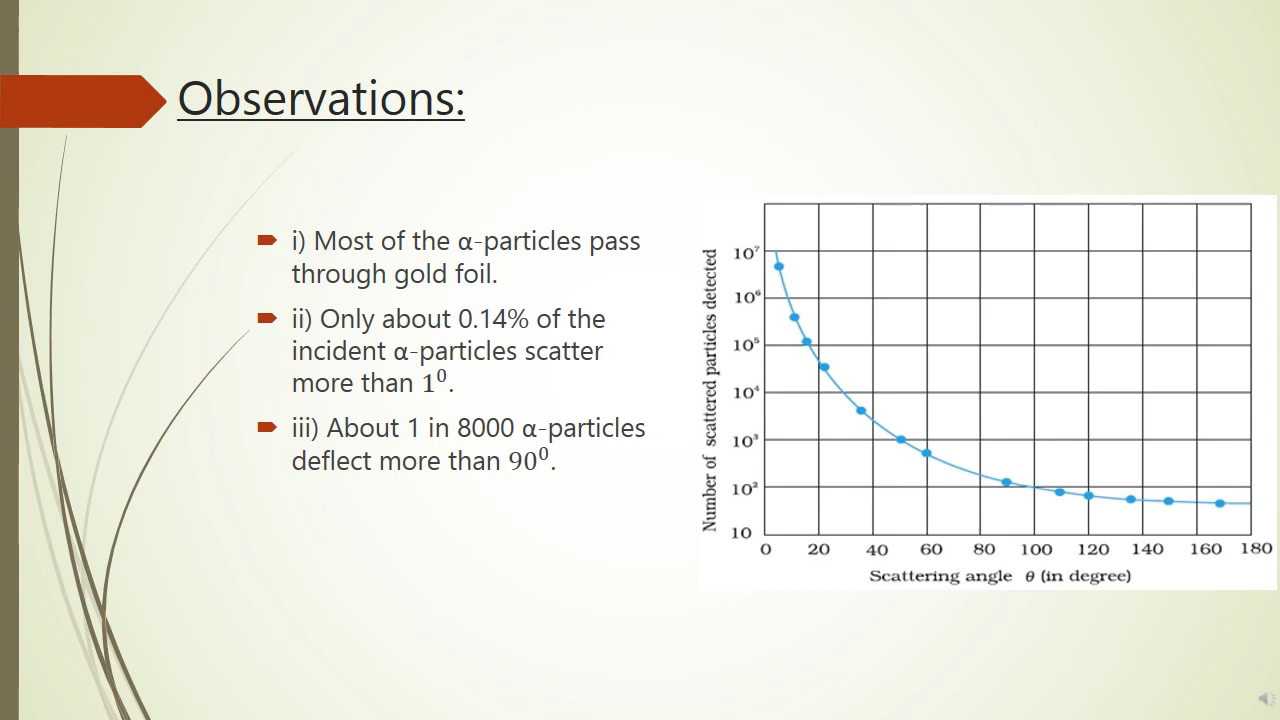 Observations:
i) Most of the α-particles pass
through gold foil.
ii) Only about 0.14% of the
incident α-particles scatter
more than 1⁰.
iii) About 1 in 8000 α-particles
deflect more than 90⁰.
Number of scattered particles detected
10⁷
10⁶
10⁵
10⁴
10³
10²
10
0 20 40 60 80 100 120 140 160 180
Scattering angle θ (in degree)